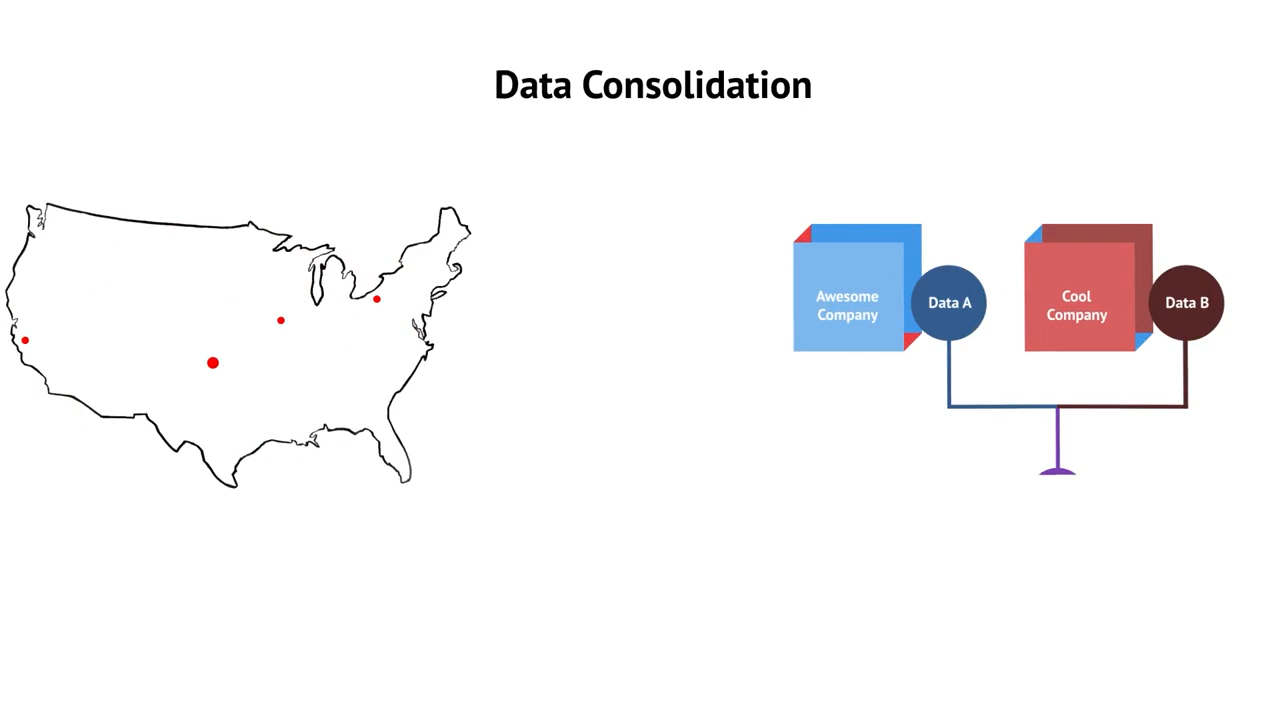 Data Consolidation
Awesome
Company
Data A
Cool
Company
Data B